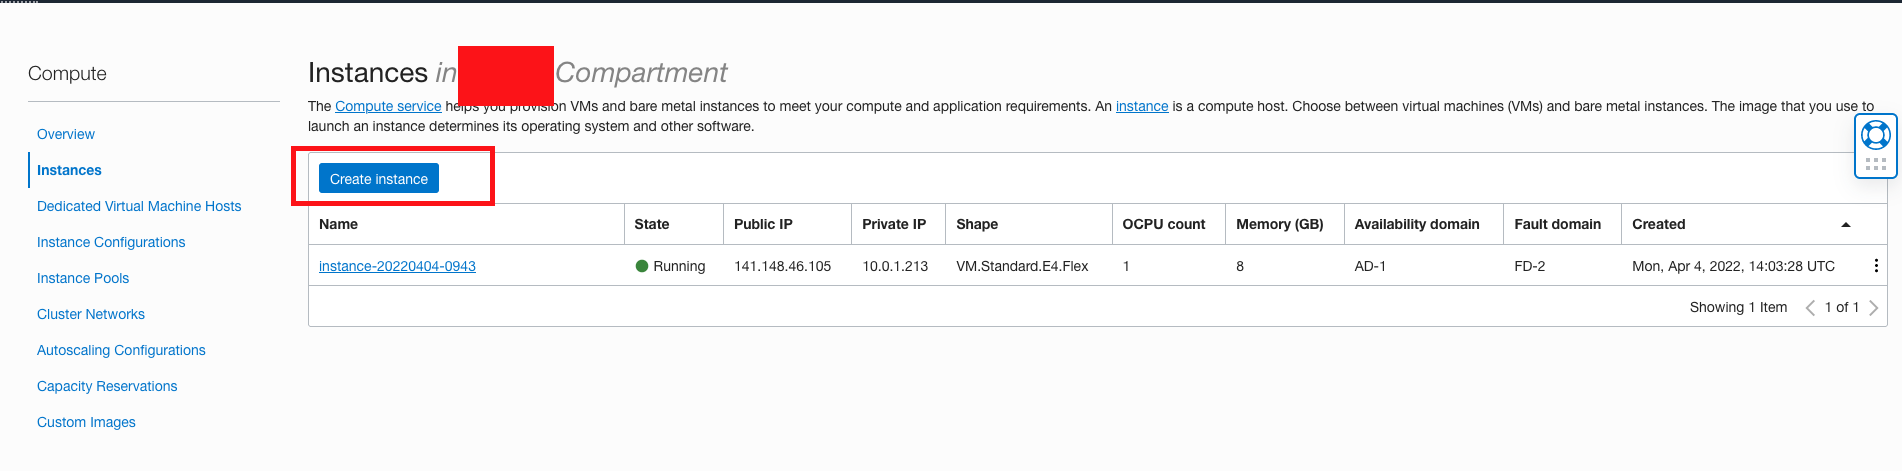 Compute
Overview
Instances
Dedicated Virtual Machine Hosts
Instance Configurations
Instance Pools
Cluster Networks
Autoscaling Configurations
Capacity Reservations
Custom Images
Instances in Compartment
The Compute service helps you provision VMs and bare metal instances to meet your compute and application requirements. An instance is a compute host. Choose between virtual machines (VMs) and bare metal instances. The image that you use to
launch an instance determines its operating system and other software.
Create instance
Name State Public IP Private IP Shape OCPU count Memory (GB) Availability domain Fault domain Created
instance-20220404-0943 Running 141.148.46.105 10.0.1.213 VM.Standard.E4.Flex 1 8 AD-1 FD-2 Mon, Apr 4, 2022, 14:03:28 UTC
Showing 1 Item 1 of 1